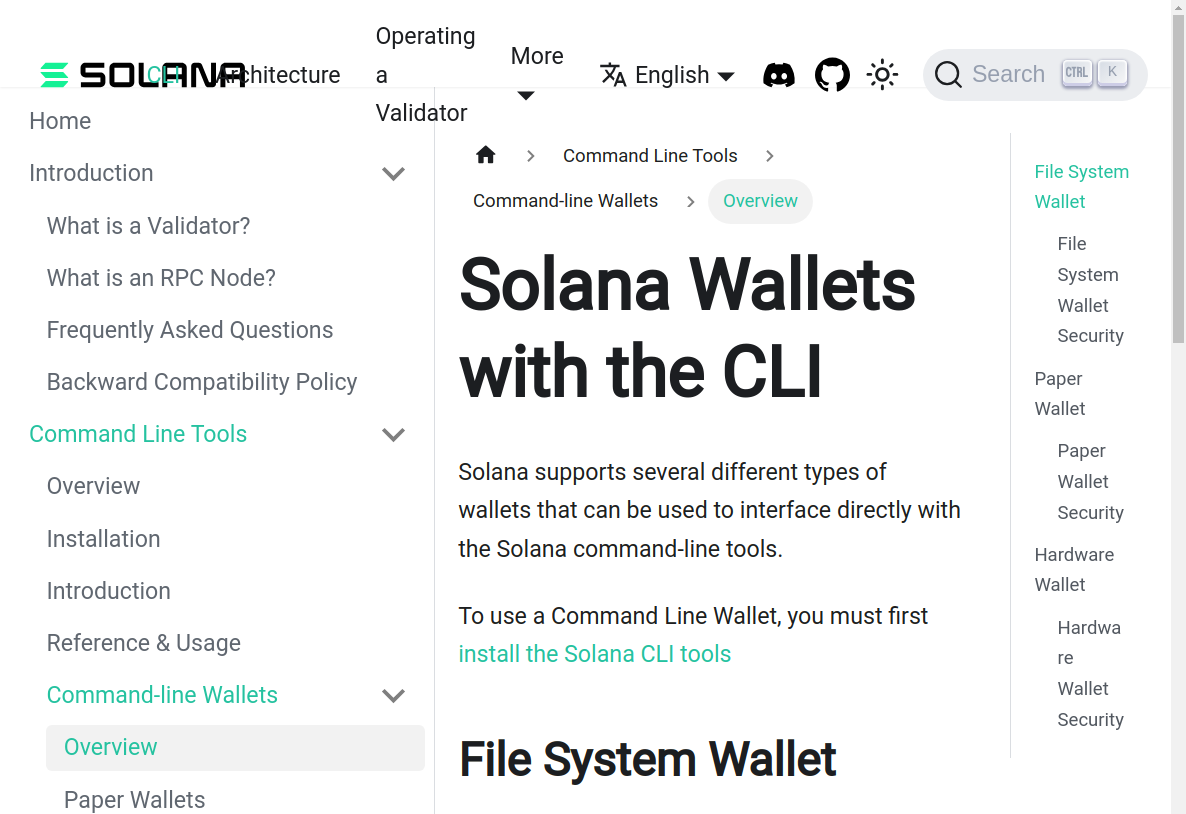 SOLANA
CLI
Architecture
Operating
a
Validator
More
English
Search
CTRL
K
Home
Introduction
What is a Validator?
What is an RPC Node?
Frequently Asked Questions
Backward Compatibility Policy
Command Line Tools
Overview
Installation
Introduction
Reference & Usage
Command-line Wallets
Overview
Paper Wallets
Command Line Tools
Command-line Wallets
Overview
Solana Wallets
with the CLI
Solana supports several different types of
wallets that can be used to interface directly with
the Solana command-line tools.
To use a Command Line Wallet, you must first
install the Solana CLI tools
File System Wallet
File System
Wallet
File
System
Wallet
Security
Paper
Wallet
Paper
Wallet
Security
Hardware
Wallet
Hardwa
re
Wallet
Security